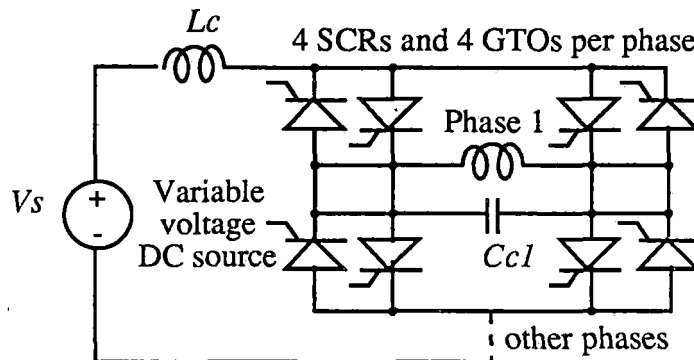 Lc
4 SCRs and 4 GTOs per phase
Phase 1
Vs
+
-
Variable
voltage
DC source
Cc1
other phases